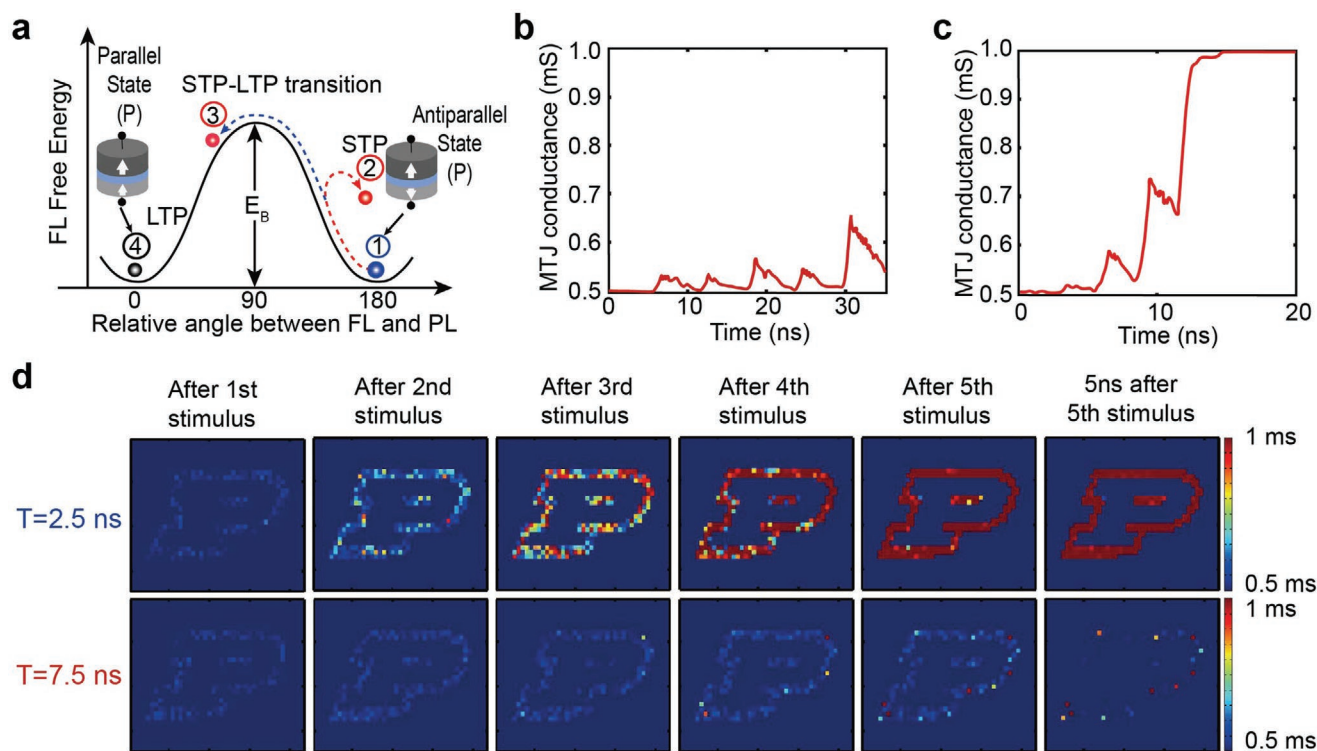 a
Parallel
State
(P)
STP-LTP transition
3
Antiparallel
State
(P)
STP
2
LTP
E_B
4
1
FL Free Energy
0 90 180
Relative angle between FL and PL
b
MTJ conductance (mS)
1.0
0.9
0.8
0.7
0.6
0.5
0 10 20 30
Time (ns)
c
MTJ conductance (mS)
1.0
0.9
0.8
0.7
0.6
0.5
0 10 20
Time (ns)
d
After 1st
stimulus
After 2nd
stimulus
After 3rd
stimulus
After 4th
stimulus
After 5th
stimulus
5ns after
5th stimulus
T=2.5 ns
1 ms
0.5 ms
T=7.5 ns
1 ms
0.5 ms